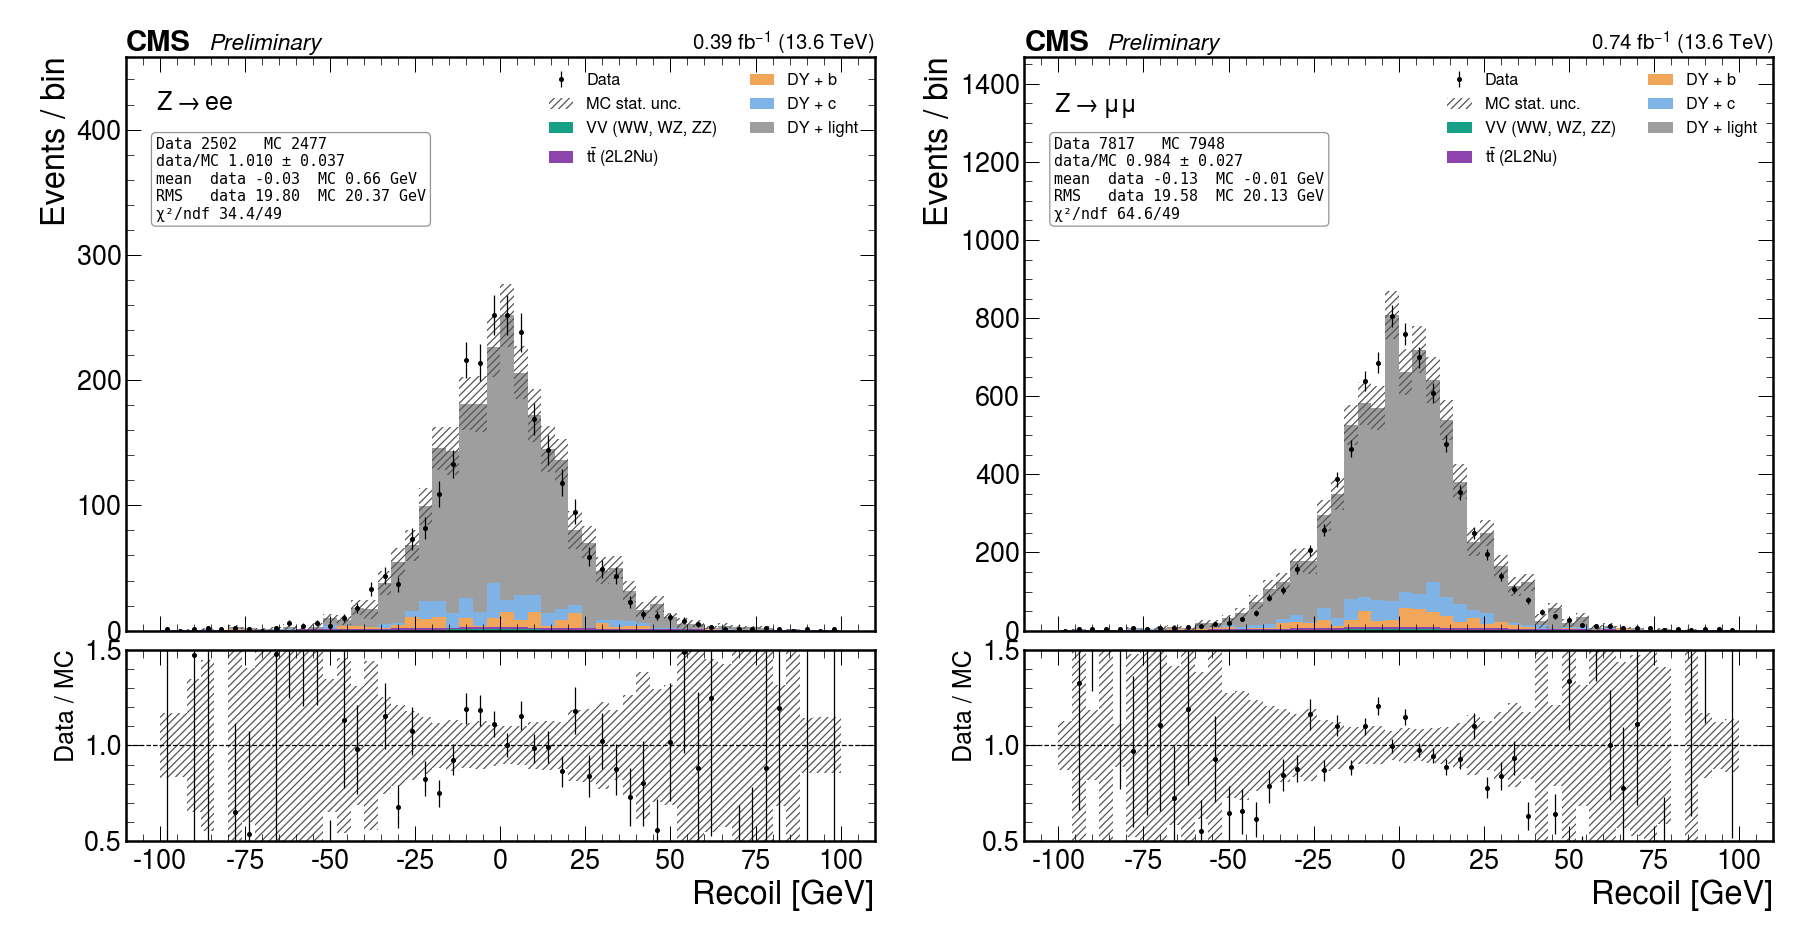 CMS Preliminary 0.39 fb⁻¹ (13.6 TeV)
Events / bin
Z → ee
Data
MC stat. unc.
VV (WW, WZ, ZZ)
tt̄ (2L2Nu)
DY + b
DY + c
DY + light
Data 2502 MC 2477
data/MC 1.010 ± 0.037
mean data -0.03 MC 0.66 GeV
RMS data 19.80 MC 20.37 GeV
χ²/ndf 34.4/49
400
300
200
100
0
Data / MC
1.5
1.0
0.5
-100 -75 -50 -25 0 25 50 75 100
Recoil [GeV]
CMS Preliminary 0.74 fb⁻¹ (13.6 TeV)
Events / bin
Z → μμ
Data
MC stat. unc.
VV (WW, WZ, ZZ)
tt̄ (2L2Nu)
DY + b
DY + c
DY + light
Data 7817 MC 7948
data/MC 0.984 ± 0.027
mean data -0.13 MC -0.01 GeV
RMS data 19.58 MC 20.13 GeV
χ²/ndf 64.6/49
1400
1200
1000
800
600
400
200
0
Data / MC
1.5
1.0
0.5
-100 -75 -50 -25 0 25 50 75 100
Recoil [GeV]